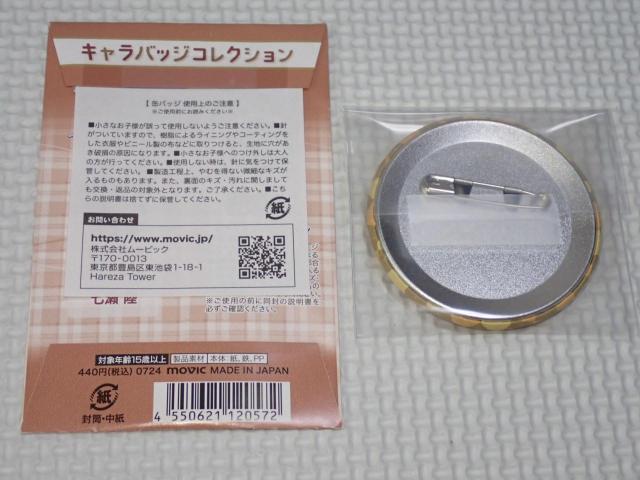 キャラバッジコレクション
【 缶バッジ 使用上のご注意 】
※ご使用前にお読みください※
■小さなお子様が誤って使用しないようご注意ください。■針
がついていますので、樹脂によるライニングやコーティングをし
た衣服やビニール製の布などに取りつけると、生地に穴があ
き破損の原因になります。■小さなお子様へのつけ外しは大人
の方が行ってください。■使用しない時は、針に気をつけて保
管してください。■製造工程上、やむを得ない微細なキズが
入るものもあります。また、裏面のキズ・汚れに関しまして
も交換・返品の対象外となります。ご了承ください。■こち
らの説明書は捨てずに保管してください。
紙
お問い合わせ
https://www.movic.jp/
株式会社ムービック
〒170-0013
東京都豊島区東池袋1-18-1
Hareza Tower
七瀬 陸
※ご使用の前に同封の説明書を
必ずご確認ください。
対象年齢15歳以上 製品素材 本体：紙、鉄、PP
440円(税込) 0724 movic MADE IN JAPAN
紙
封筒・中紙
4 550621 120572